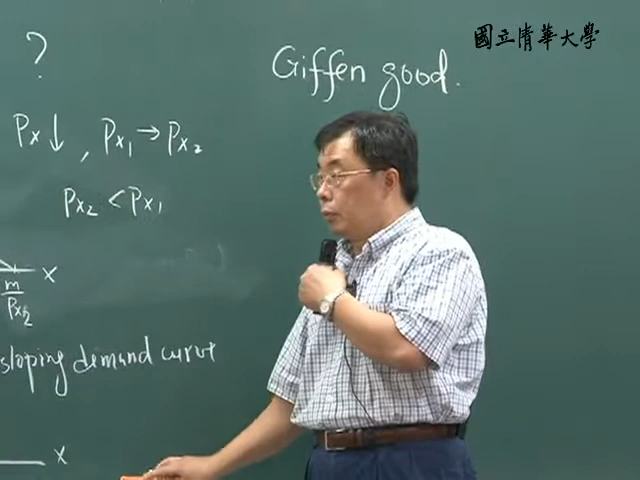 國立清華大學
?
Giffen good.
Px↓, Px₁→Px₂
Px₂ < Px₁
x
m/Px₂
sloping demand curve
x